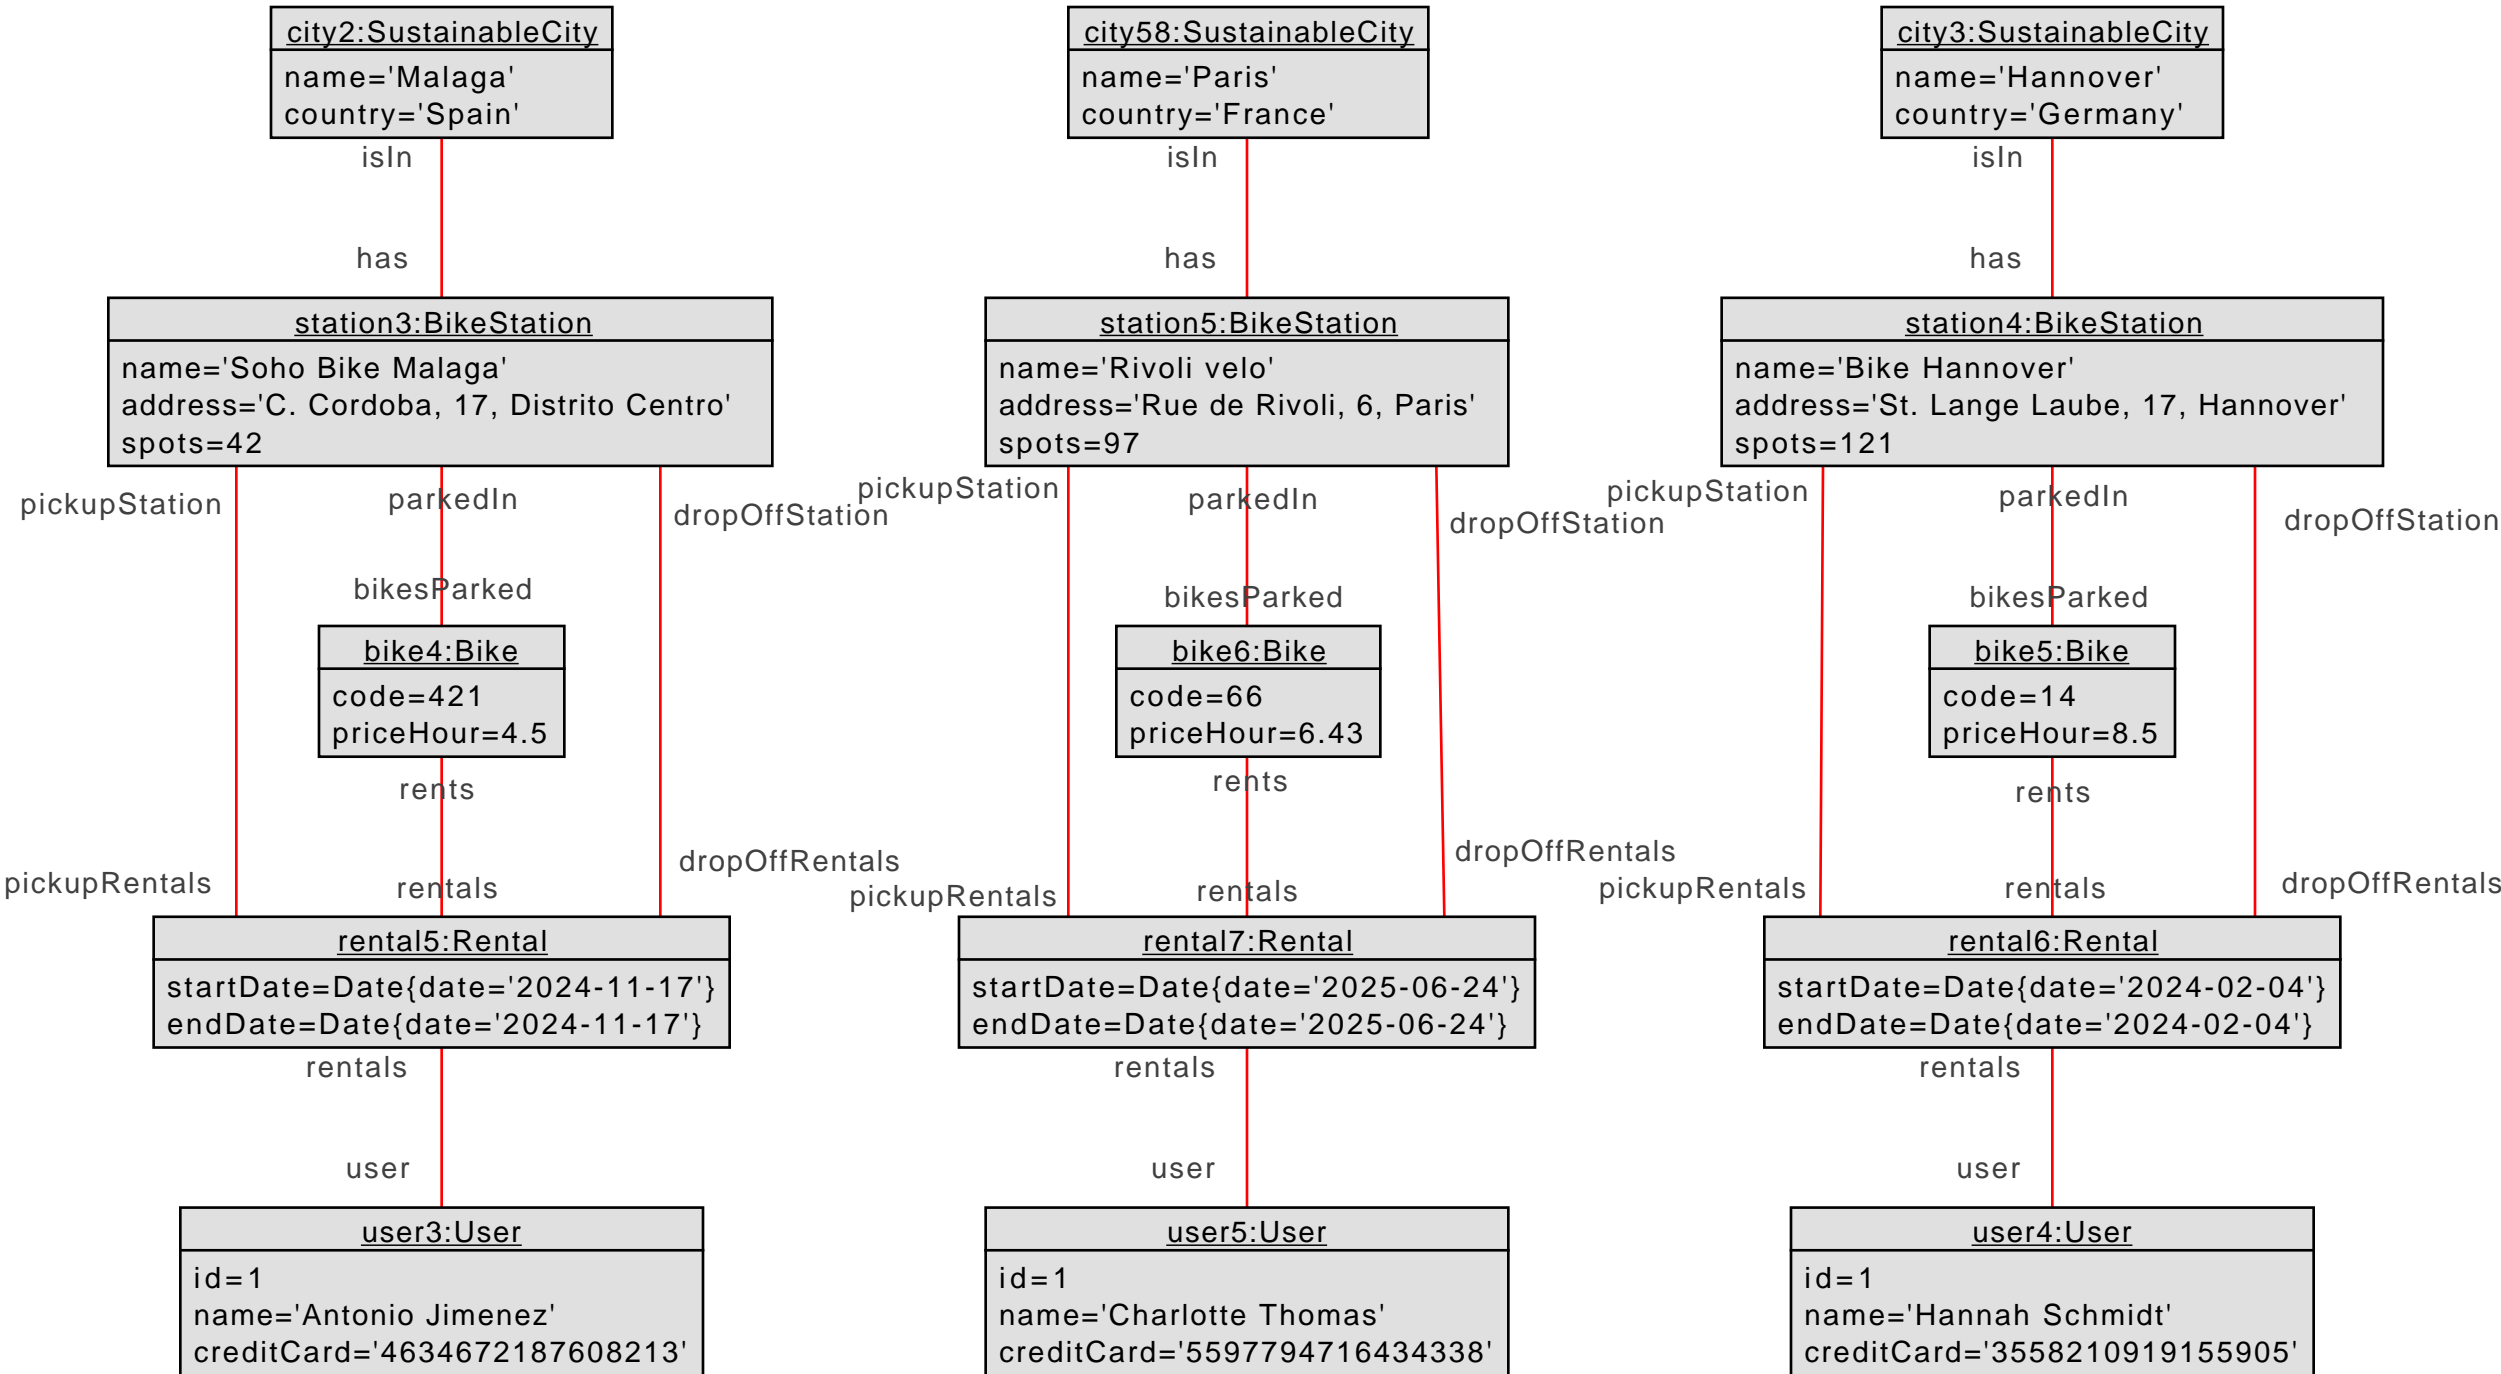 city2:SustainableCity
name='Malaga'
country='Spain'
isIn
has
station3:BikeStation
name='Soho Bike Malaga'
address='C. Cordoba, 17, Distrito Centro'
spots=42
pickupStation
parkedIn
dropOffStation
bikesParked
bike4:Bike
code=421
priceHour=4.5
rents
pickupRentals
rentals
dropOffRentals
rental5:Rental
startDate=Date{date='2024-11-17'}
endDate=Date{date='2024-11-17'}
rentals
user
user3:User
id=1
name='Antonio Jimenez'
creditCard='4634672187608213'
city58:SustainableCity
name='Paris'
country='France'
isIn
has
station5:BikeStation
name='Rivoli velo'
address='Rue de Rivoli, 6, Paris'
spots=97
pickupStation
parkedIn
dropOffStation
bikesParked
bike6:Bike
code=66
priceHour=6.43
rents
dropOffRentals
pickupRentals
rentals
rental7:Rental
startDate=Date{date='2025-06-24'}
endDate=Date{date='2025-06-24'}
rentals
user
user5:User
id=1
name='Charlotte Thomas'
creditCard='5597794716434338'
city3:SustainableCity
name='Hannover'
country='Germany'
isIn
has
station4:BikeStation
name='Bike Hannover'
address='St. Lange Laube, 17, Hannover'
spots=121
pickupStation
parkedIn
dropOffStation
bikesParked
bike5:Bike
code=14
priceHour=8.5
rents
pickupRentals
rentals
dropOffRentals
rental6:Rental
startDate=Date{date='2024-02-04'}
endDate=Date{date='2024-02-04'}
rentals
user
user4:User
id=1
name='Hannah Schmidt'
creditCard='3558210919155905'